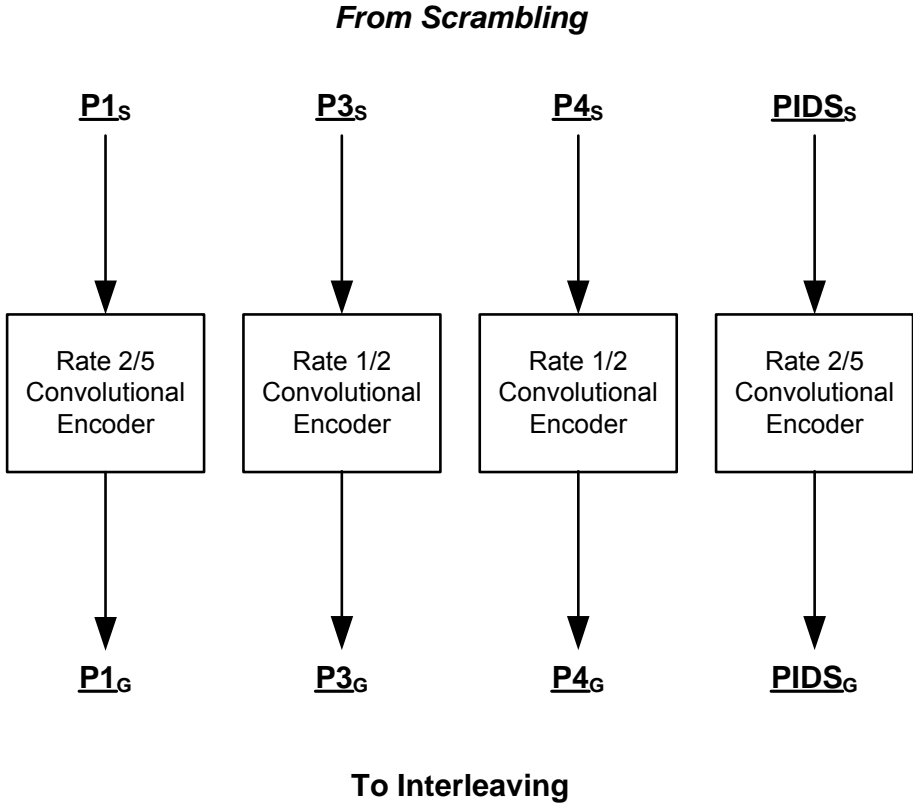 From Scrambling
P1S P3S P4S PIDSS
Rate 2/5
Convolutional
Encoder
Rate 1/2
Convolutional
Encoder
Rate 1/2
Convolutional
Encoder
Rate 2/5
Convolutional
Encoder
P1G P3G P4G PIDSG
To Interleaving